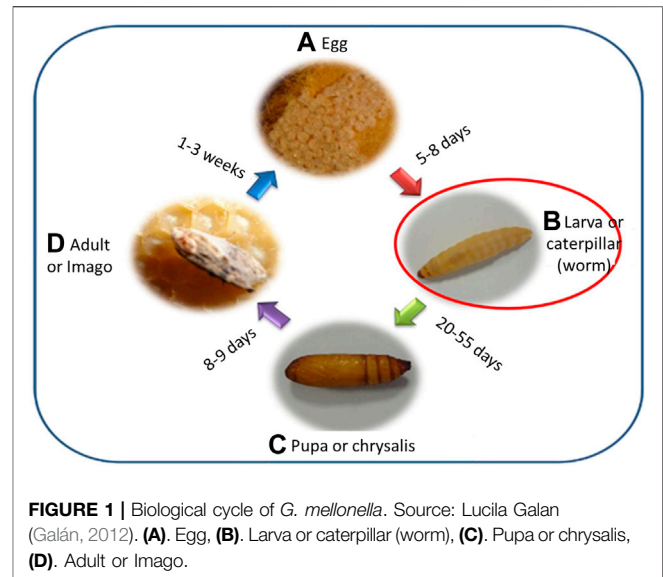 A Egg
1-3 weeks
5-8 days
D Adult
or Imago
B Larva or
caterpillar
(worm)
8-9 days
20-55 days
C Pupa or chrysalis
FIGURE 1 | Biological cycle of G. mellonella. Source: Lucila Galan
(Galán, 2012). (A). Egg, (B). Larva or caterpillar (worm), (C). Pupa or chrysalis,
(D). Adult or Imago.